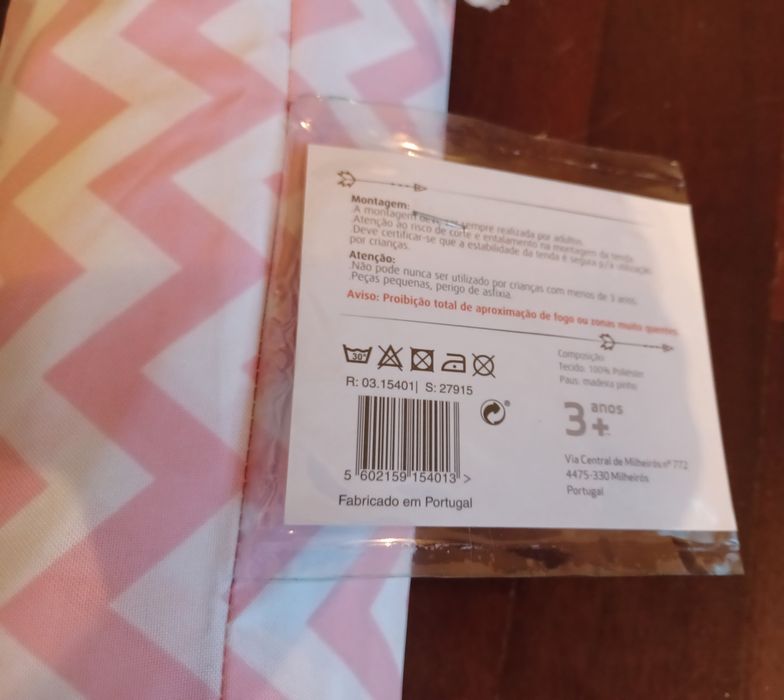 Montagem:
.A montagem deve ser sempre realizada por adultos.
.Atenção ao risco de corte e entalamento na montagem da tenda.
.Deve certificar-se que a estabilidade da tenda é segura p/a utilização
por crianças.
Atenção:
.Não pode nunca ser utilizado por crianças com menos de 3 anos.
.Peças pequenas, perigo de asfixia.
Aviso: Proibição total de aproximação de fogo ou zonas muito quentes.
30°
R: 03.15401| S: 27915
5 602159 154013 >
Fabricado em Portugal
Composição
Tecido: 100% Poliéster
Paus: madeira pinho
3 anos
+
Via Central de Milheirós nº 772
4475-330 Milheirós
Portugal